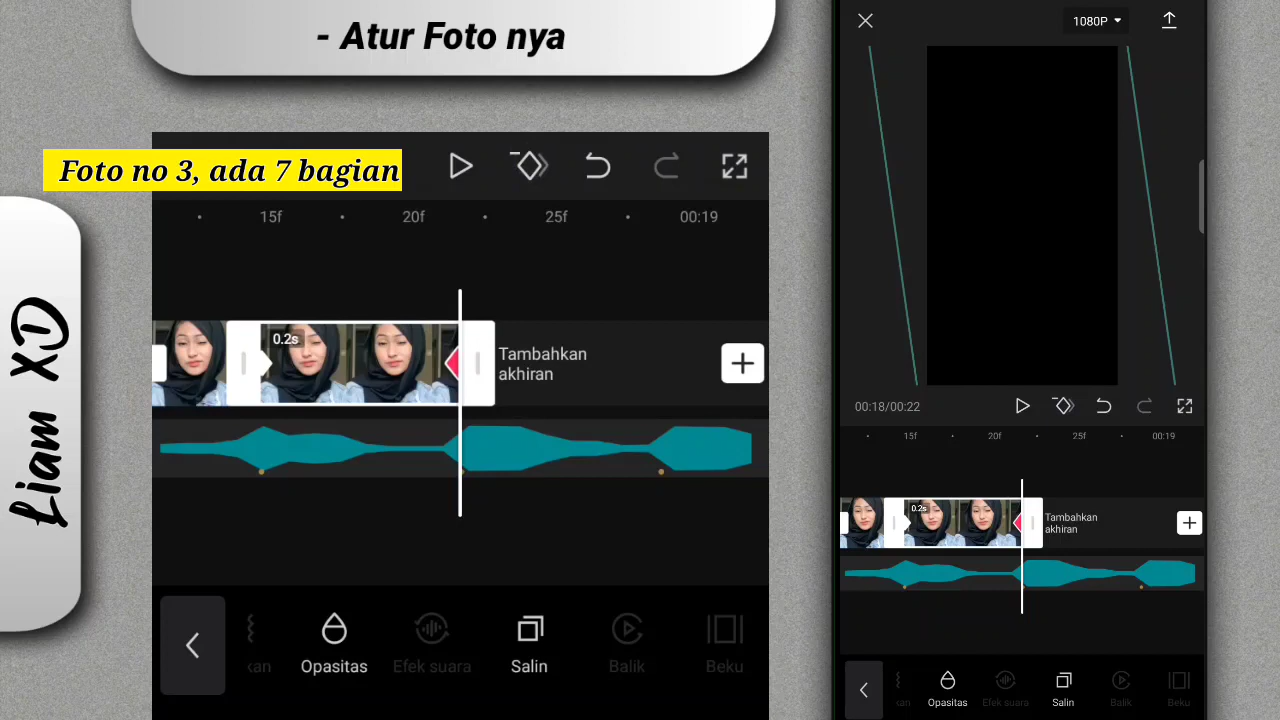 - Atur Foto nya
Foto no 3, ada 7 bagian
Liam XD
15f
20f
25f
00:19
0.2s
Tambahkan
akhiran
kan
Opasitas
Efek suara
Salin
Balik
Beku
1080P
00:18/00:22
15f
20f
25f
00:19
0.2s
Tambahkan
akhiran
kan
Opasitas
Efek suara
Salin
Balik
Beku